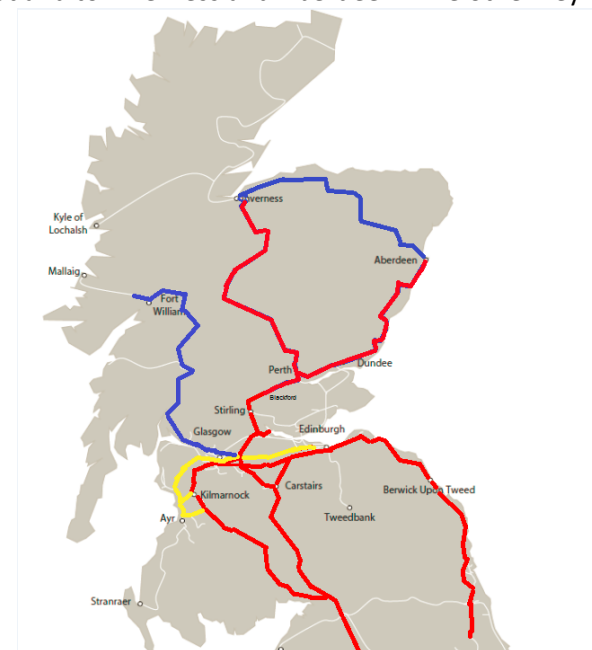 Inverness
Kyle of
Lochalsh
Aberdeen
Mallaig
Fort
William
Dundee
Perth
Blackford
Stirling
Edinburgh
Glasgow
Carstairs
Berwick Upon Tweed
Kilmarnock
Tweedbank
Ayr
Stranraer